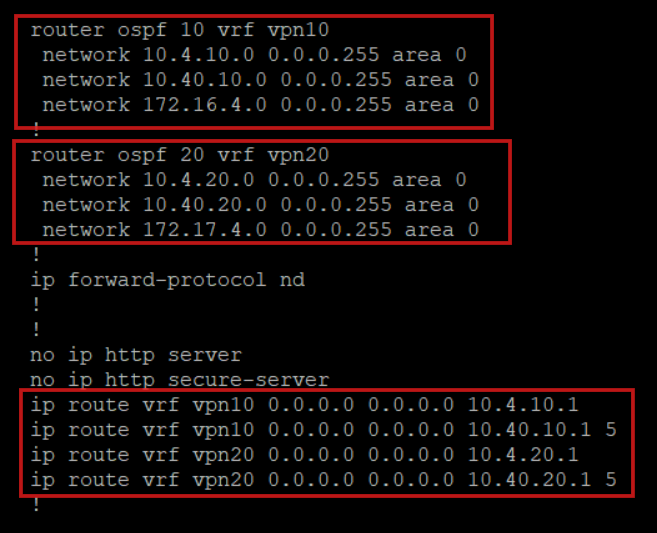 router ospf 10 vrf vpn10
 network 10.4.10.0 0.0.0.255 area 0
 network 10.40.10.0 0.0.0.255 area 0
 network 172.16.4.0 0.0.0.255 area 0
!
router ospf 20 vrf vpn20
 network 10.4.20.0 0.0.0.255 area 0
 network 10.40.20.0 0.0.0.255 area 0
 network 172.17.4.0 0.0.0.255 area 0
!
ip forward-protocol nd
!
!
no ip http server
no ip http secure-server
ip route vrf vpn10 0.0.0.0 0.0.0.0 10.4.10.1
ip route vrf vpn10 0.0.0.0 0.0.0.0 10.40.10.1 5
ip route vrf vpn20 0.0.0.0 0.0.0.0 10.4.20.1
ip route vrf vpn20 0.0.0.0 0.0.0.0 10.40.20.1 5
!